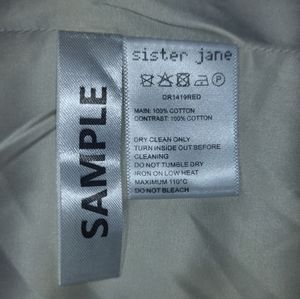 sister jane
DR1419RED
MAIN: 100% COTTON
CONTRAST: 100% COTTON
DRY CLEAN ONLY
TURN INSIDE OUT BEFORE
CLEANING
DO NOT TUMBLE DRY
IRON ON LOW HEAT
MAXIMUM 110°C
DO NOT BLEACH
SAMPLE